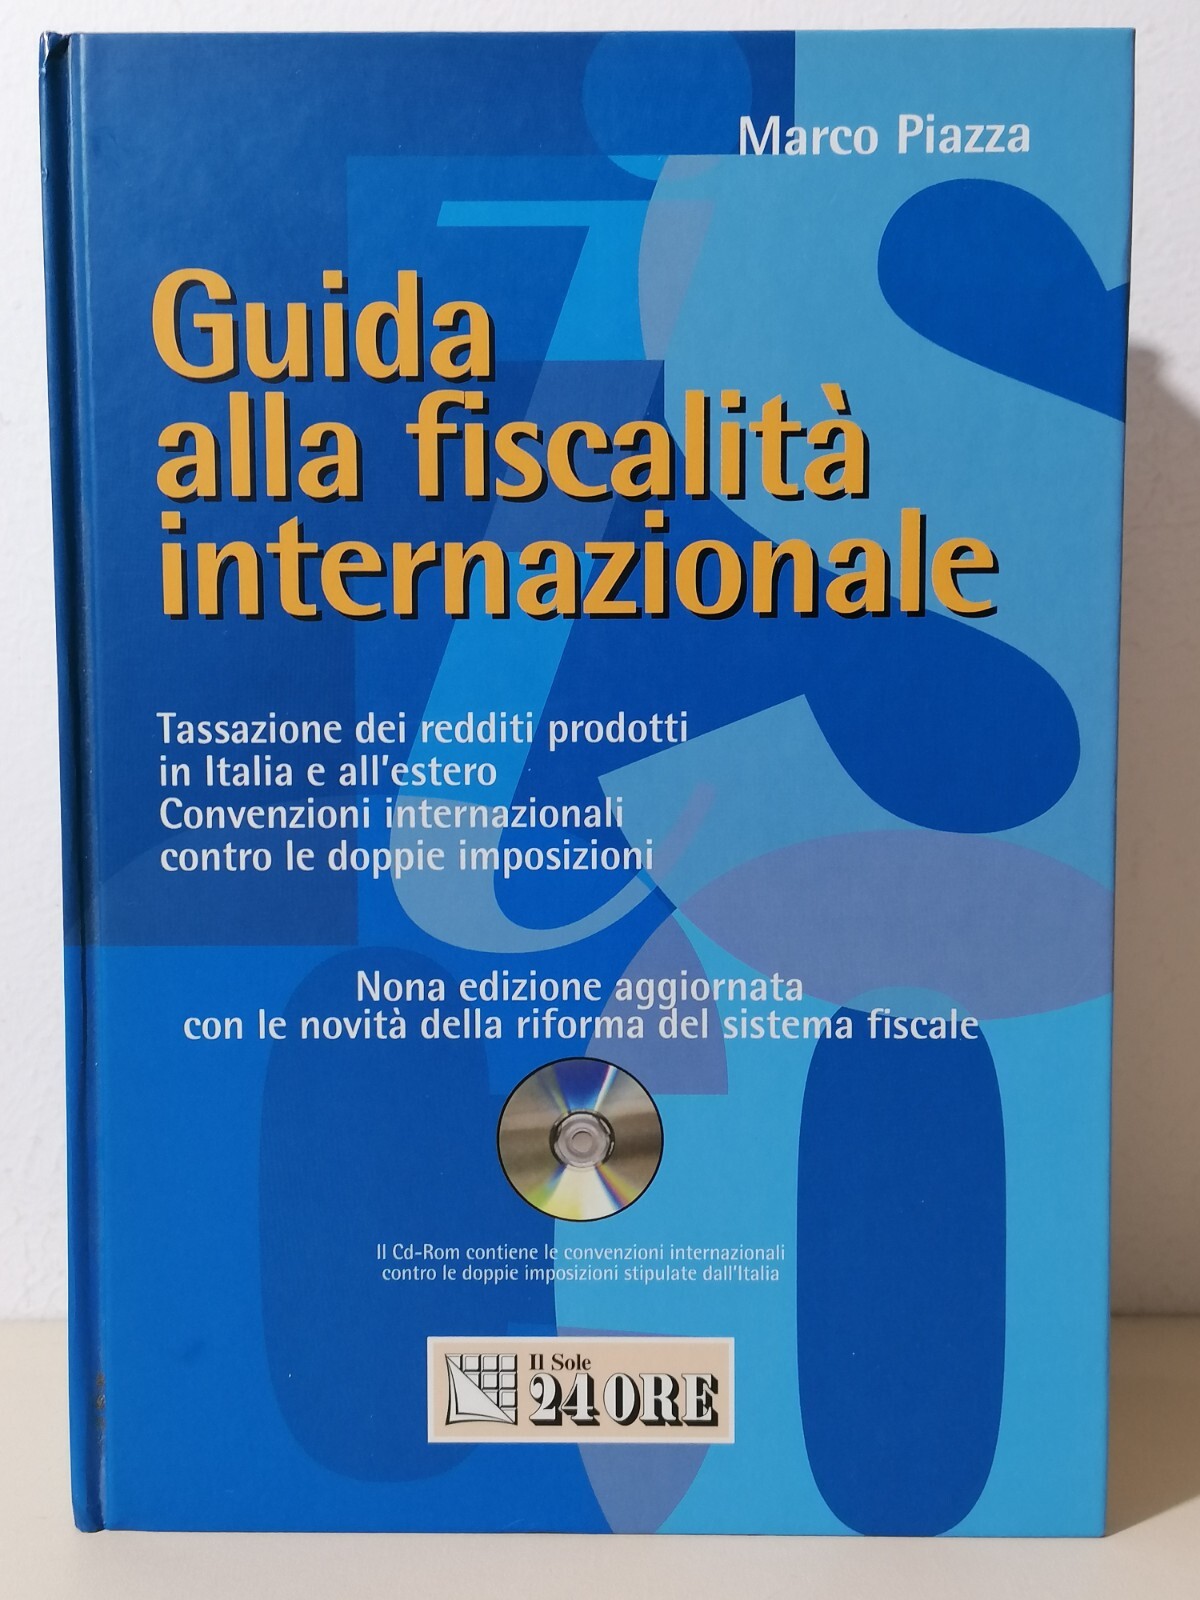 Marco Piazza
Guida
alla fiscalità
internazionale
Tassazione dei redditi prodotti
in Italia e all'estero
Convenzioni internazionali
contro le doppie imposizioni
Nona edizione aggiornata
con le novità della riforma del sistema fiscale
Il Cd-Rom contiene le convenzioni internazionali
contro le doppie imposizioni stipulate dall'Italia
Il Sole
24 ORE